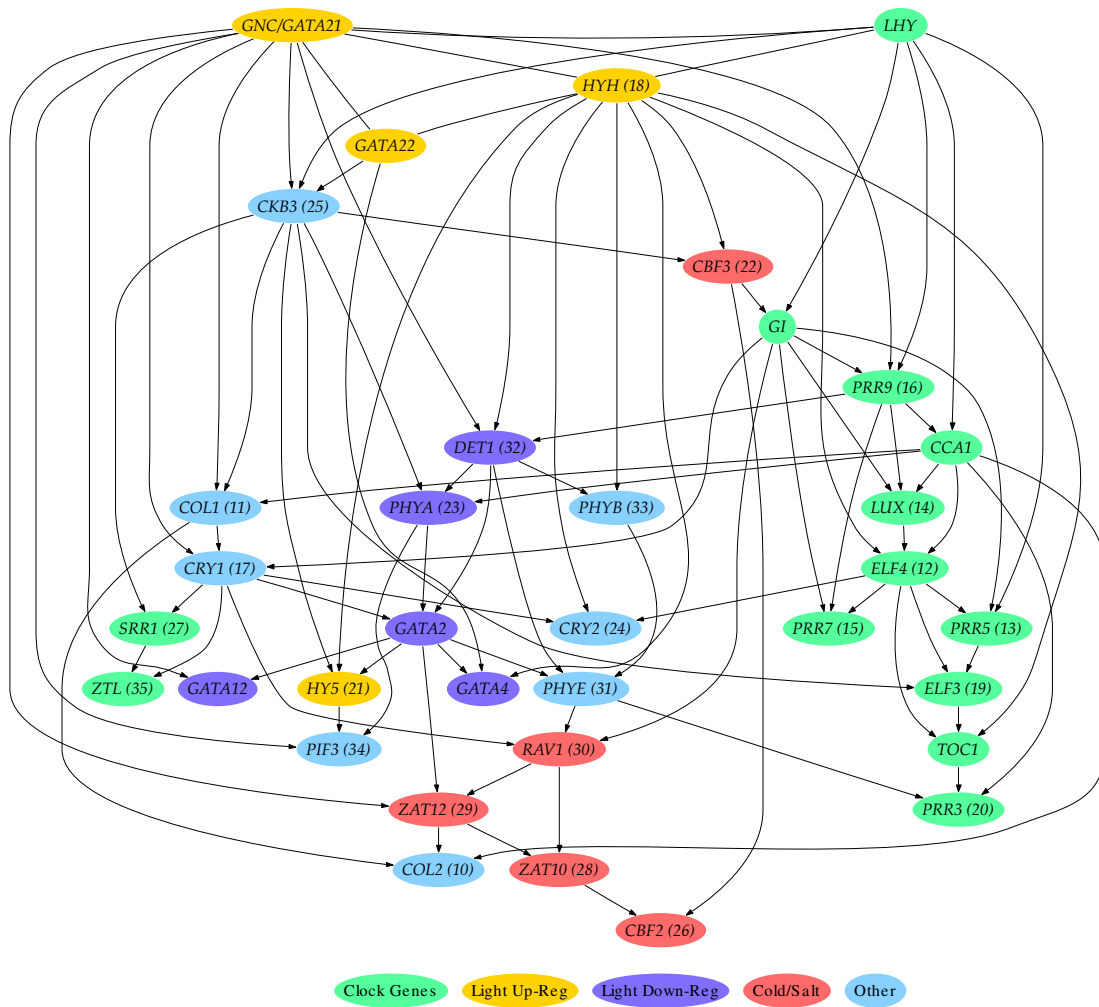 GNC/GATA21
LHY
HYH (18)
GATA22
CKB3 (25)
CBF3 (22)
GI
PRR9 (16)
DET1 (32)
CCA1
COL1 (11)
PHYA (23)
PHYB (33)
LUX (14)
CRY1 (17)
ELF4 (12)
SRR1 (27)
GATA2
CRY2 (24)
PRR7 (15)
PRR5 (13)
ZTL (35)
GATA12
HY5 (21)
GATA4
PHYE (31)
ELF3 (19)
PIF3 (34)
RAV1 (30)
TOC1
ZAT12 (29)
PRR3 (20)
COL2 (10)
ZAT10 (28)
CBF2 (26)
Clock Genes
Light Up-Reg
Light Down-Reg
Cold/Salt
Other